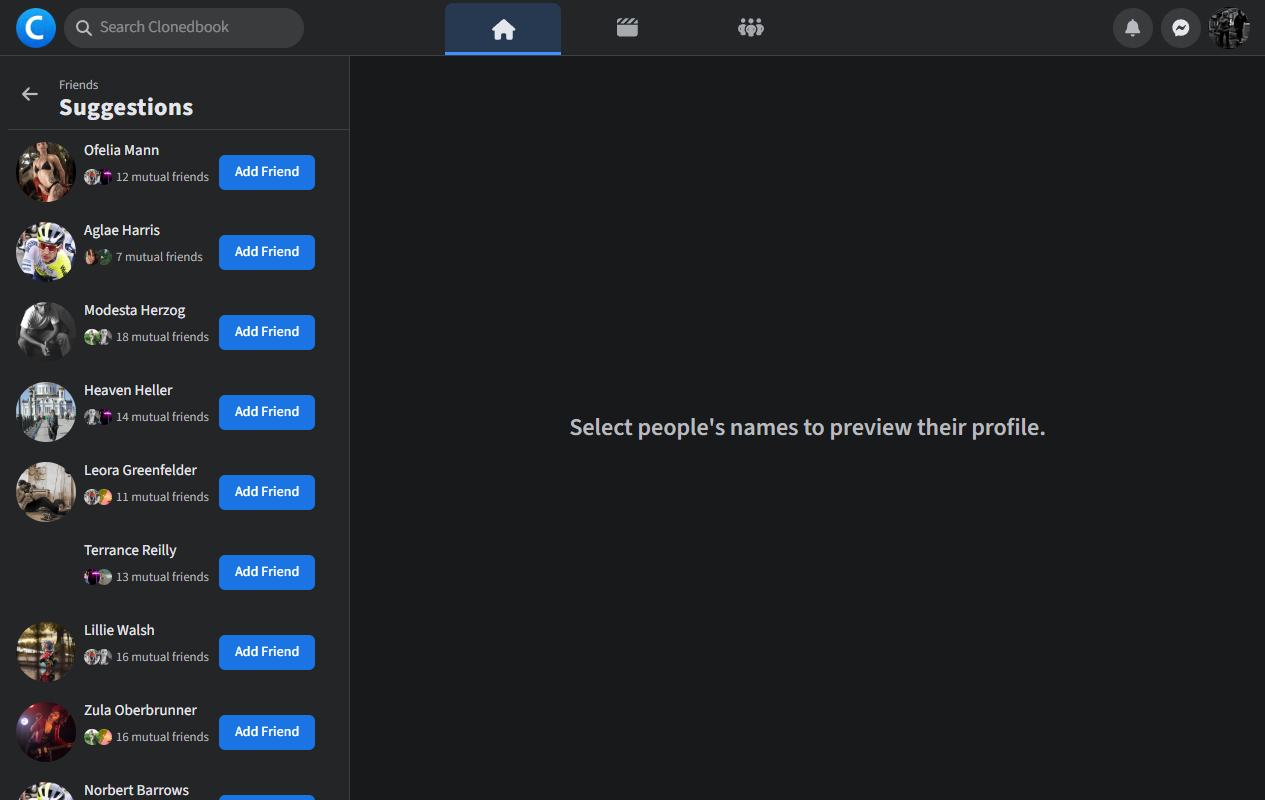 C
Search Clonedbook
Friends
Suggestions
Ofelia Mann
12 mutual friends
Add Friend
Aglae Harris
7 mutual friends
Add Friend
Modesta Herzog
18 mutual friends
Add Friend
Heaven Heller
14 mutual friends
Add Friend
Leora Greenfelder
11 mutual friends
Add Friend
Terrance Reilly
13 mutual friends
Add Friend
Lillie Walsh
16 mutual friends
Add Friend
Zula Oberbrunner
16 mutual friends
Add Friend
Norbert Barrows
Select people's names to preview their profile.